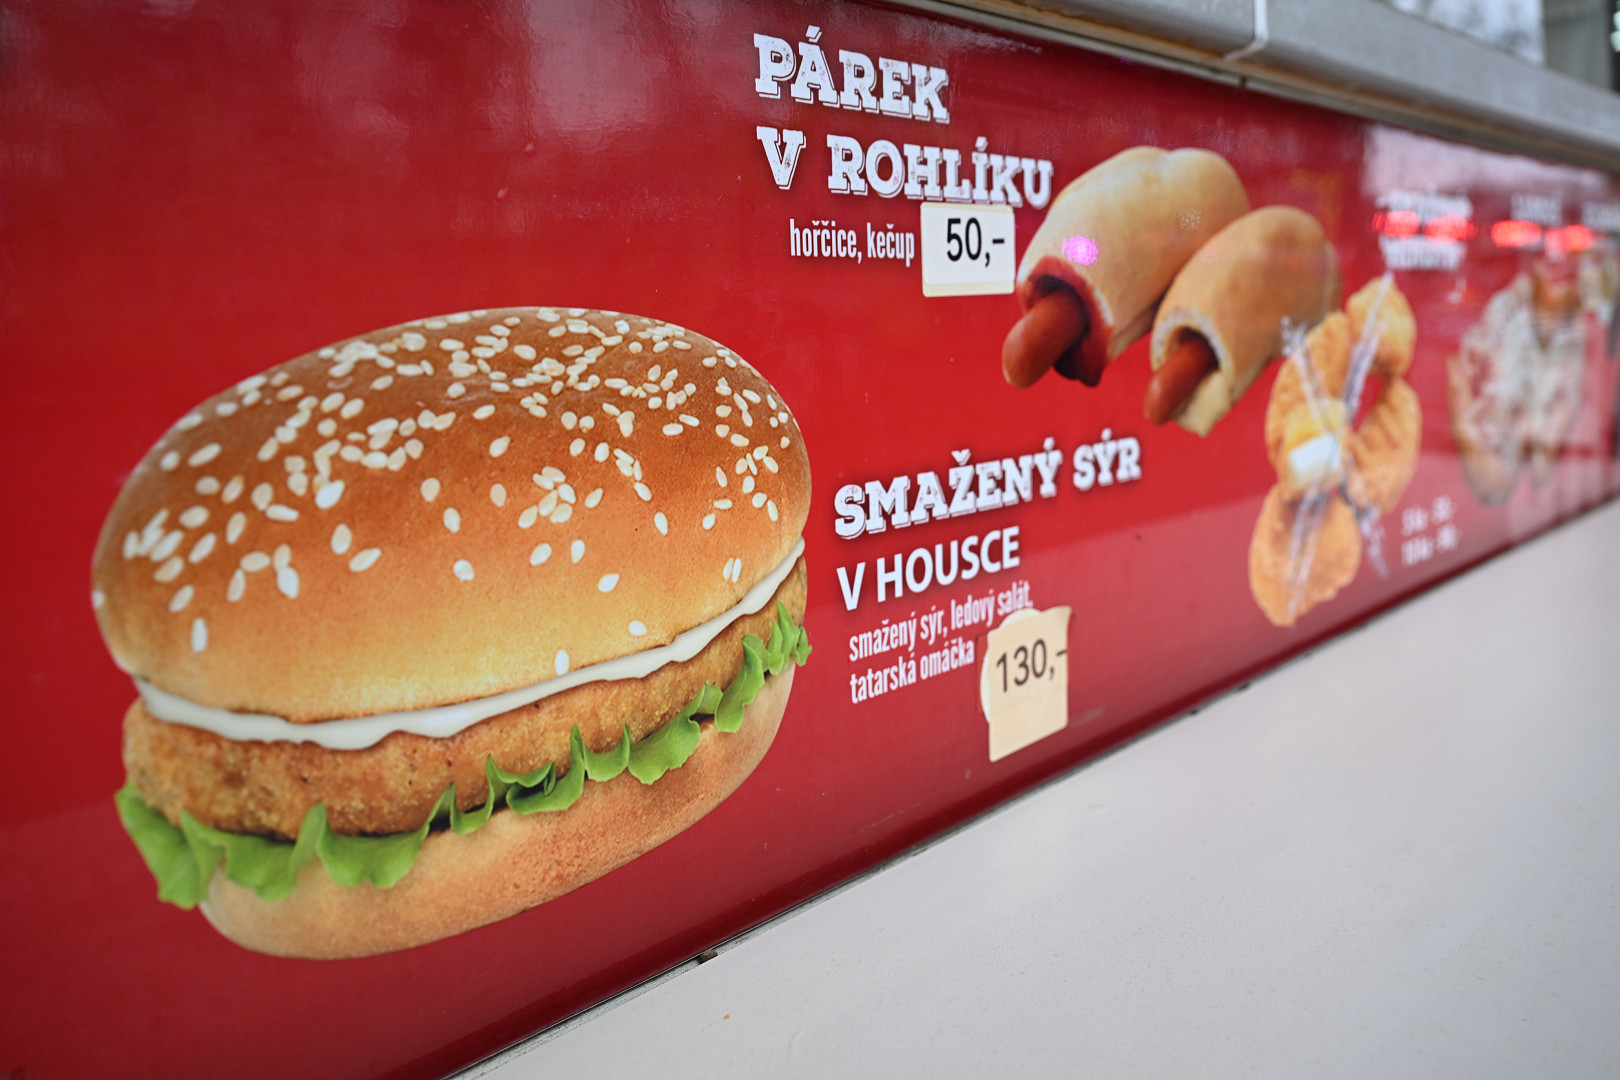 PÁREK
V ROHLÍKU
hořčice, kečup 50,-
SMAŽENÝ SÝR
V HOUSCE
smažený sýr, ledový salát,
tatarská omáčka 130,-